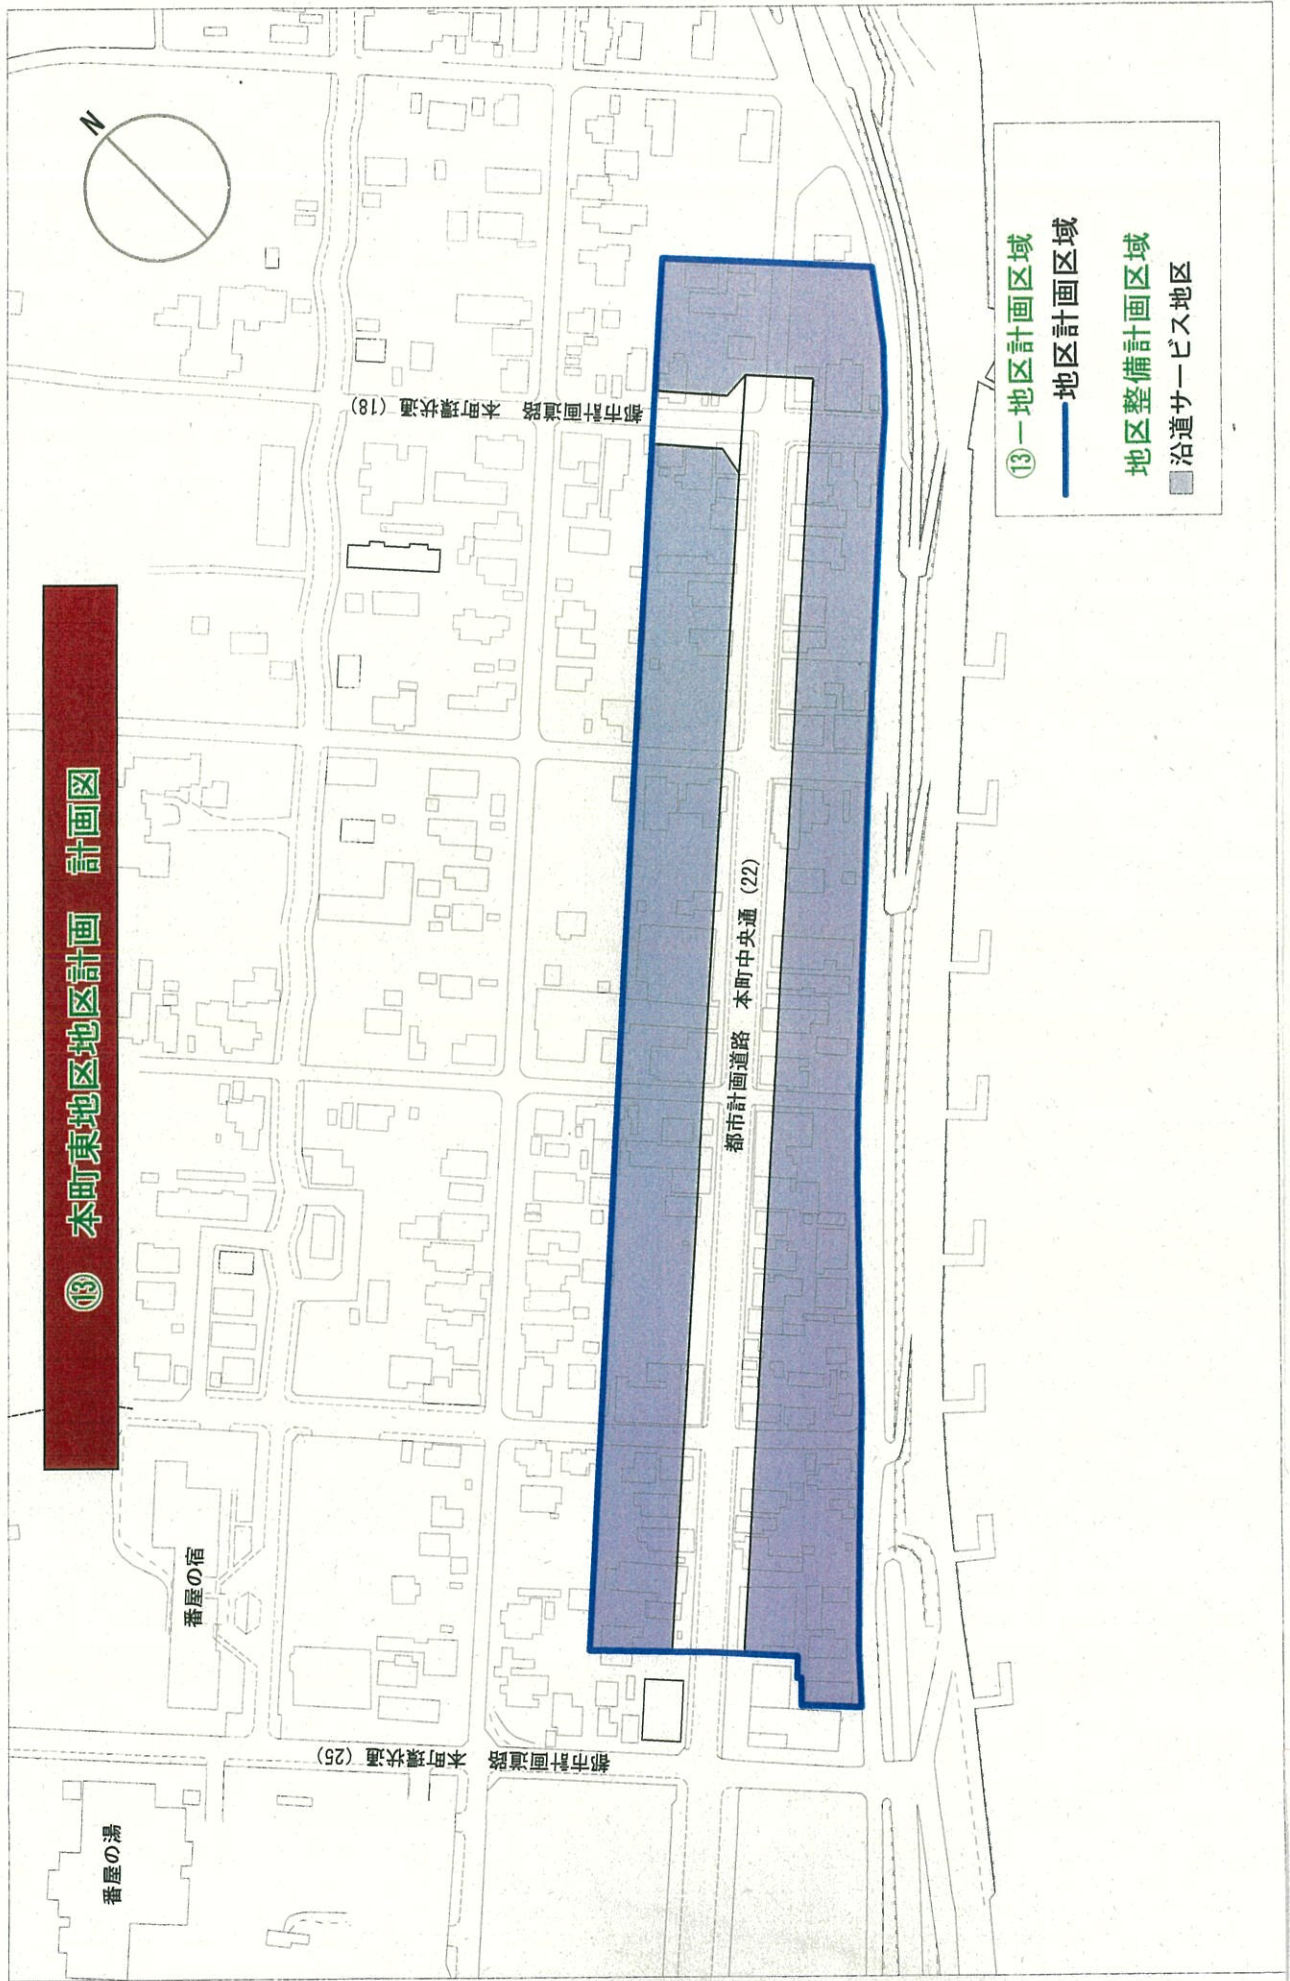 ⑬　本町東地区地区計画　計画図
N
都市計画道路　本町環状通（18）
都市計画道路　本町中央通（22）
都市計画道路　本町環状通（25）
番屋の宿
番屋の湯
⑬－地区計画区域
地区計画区域
地区整備計画区域
沿道サービス地区